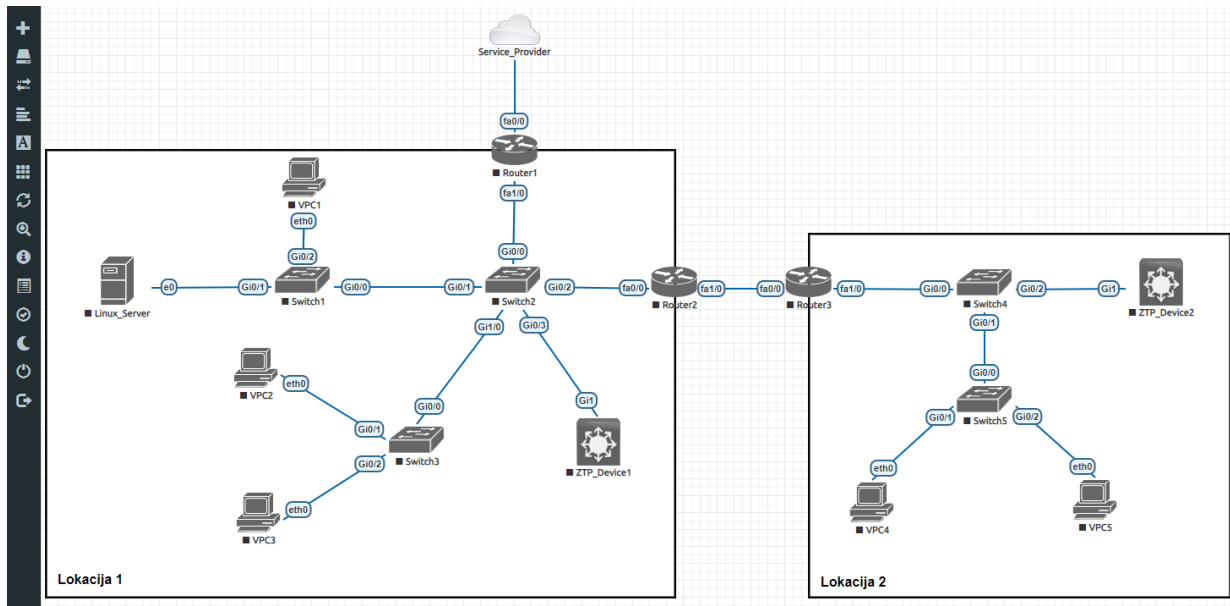 Service_Provider
fa0/0
Router1
fa1/0
VPC1
eth0
Gi0/2
Gi0/0
Linux_Server
e0
Gi0/1
Switch1
Gi0/0
Gi0/1
Switch2
Gi0/2
fa0/0
Router2
fa1/0
fa0/0
Router3
fa1/0
Gi0/0
Switch4
Gi0/2
Gi1
ZTP_Device2
Gi0/1
Gi1/0
Gi0/3
VPC2
eth0
Gi0/0
Gi1
Gi0/0
Gi0/1
Switch3
Gi0/2
ZTP_Device1
Gi0/1
Switch5
Gi0/2
VPC3
eth0
eth0
VPC4
eth0
VPC5
Lokacija 1
Lokacija 2
A